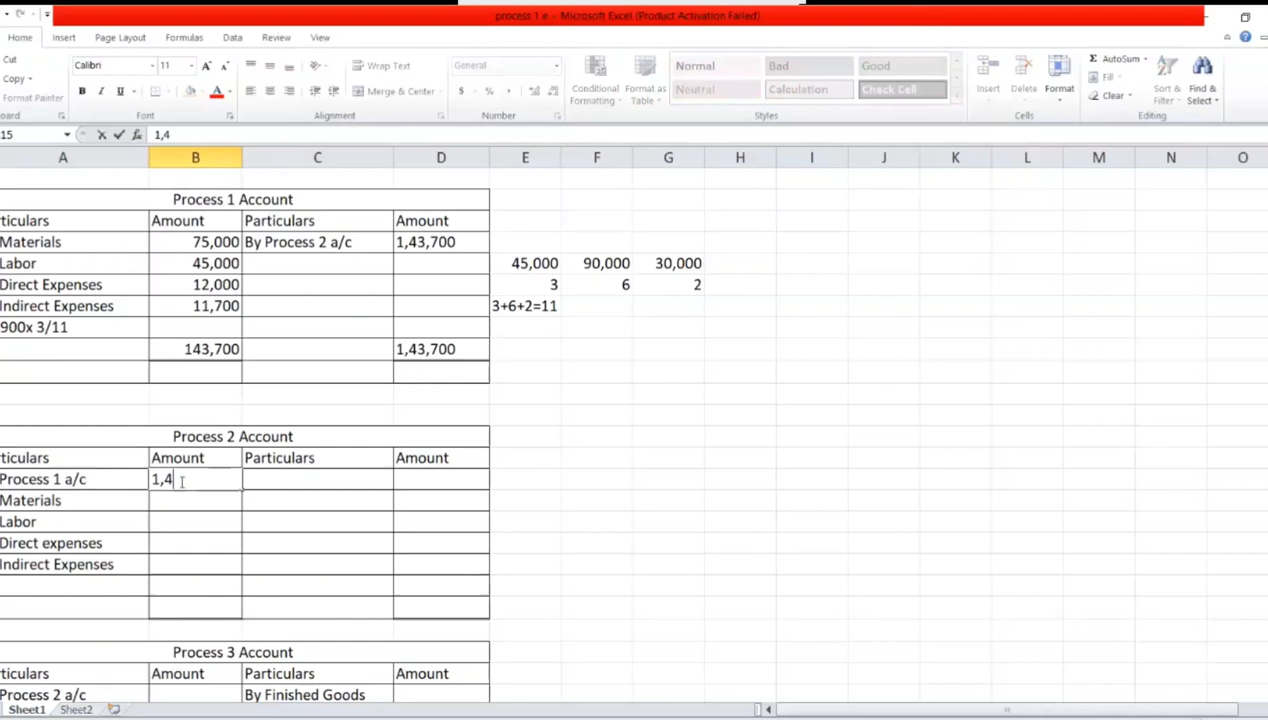 process 1 e - Microsoft Excel (Product Activation Failed)
Home Insert Page Layout Formulas Data Review View
Cut
Copy
Format Painter
oard
Calibri 11 A A
B I U A
Font
Wrap Text
Merge & Center
Alignment
General
$ % ,
Number
Conditional Formatting
Format as Table
Normal Bad Good
Neutral Calculation Check Cell
Styles
Insert Delete Format
Cells
Σ AutoSum
Fill
Clear
Sort & Filter
Find & Select
Editing
15 fx 1,4
A B C D E F G H I J K L M N O
Process 1 Account
rticulars Amount Particulars Amount
Materials 75,000 By Process 2 a/c 1,43,700
Labor 45,000 45,000 90,000 30,000
Direct Expenses 12,000 3 6 2
Indirect Expenses 11,700 3+6+2=11
900x 3/11
143,700 1,43,700
Process 2 Account
rticulars Amount Particulars Amount
Process 1 a/c 1,4
Materials
Labor
Direct expenses
Indirect Expenses
Process 3 Account
rticulars Amount Particulars Amount
Process 2 a/c By Finished Goods
Sheet1 Sheet2